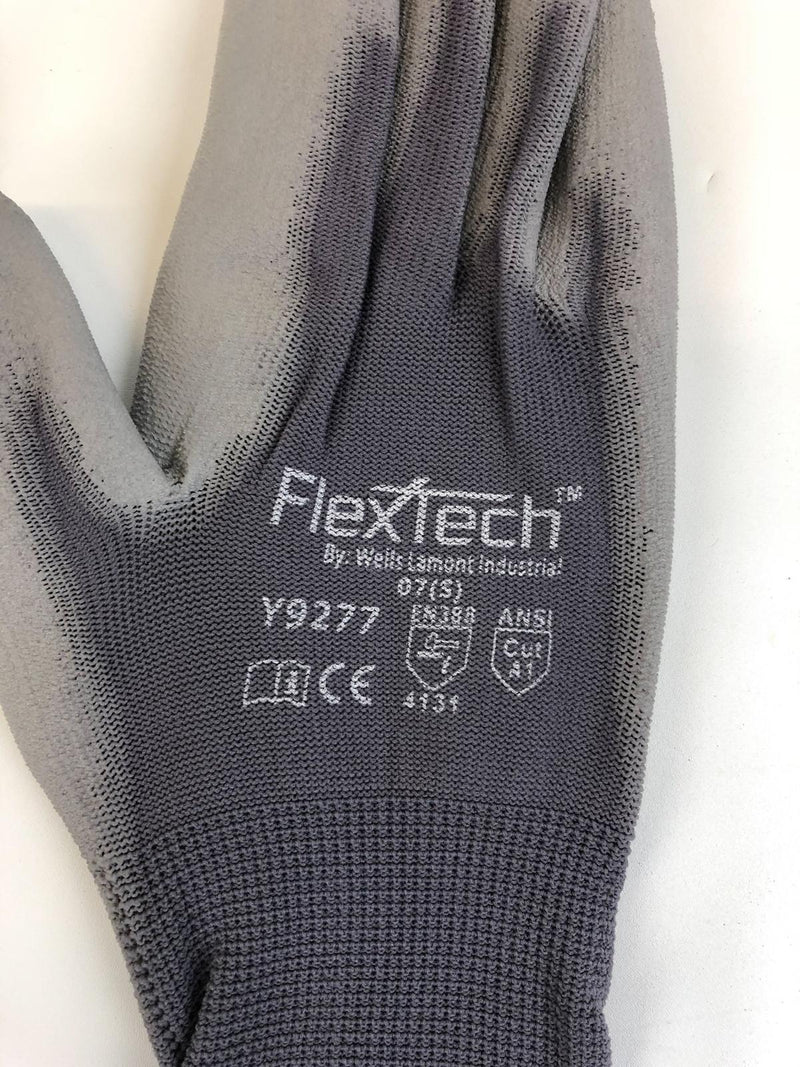 FlexTech™
By: Wells Lamont Industrial
07(S)
Y9277
EN388
ANSI
Cut
A1
CE
4131